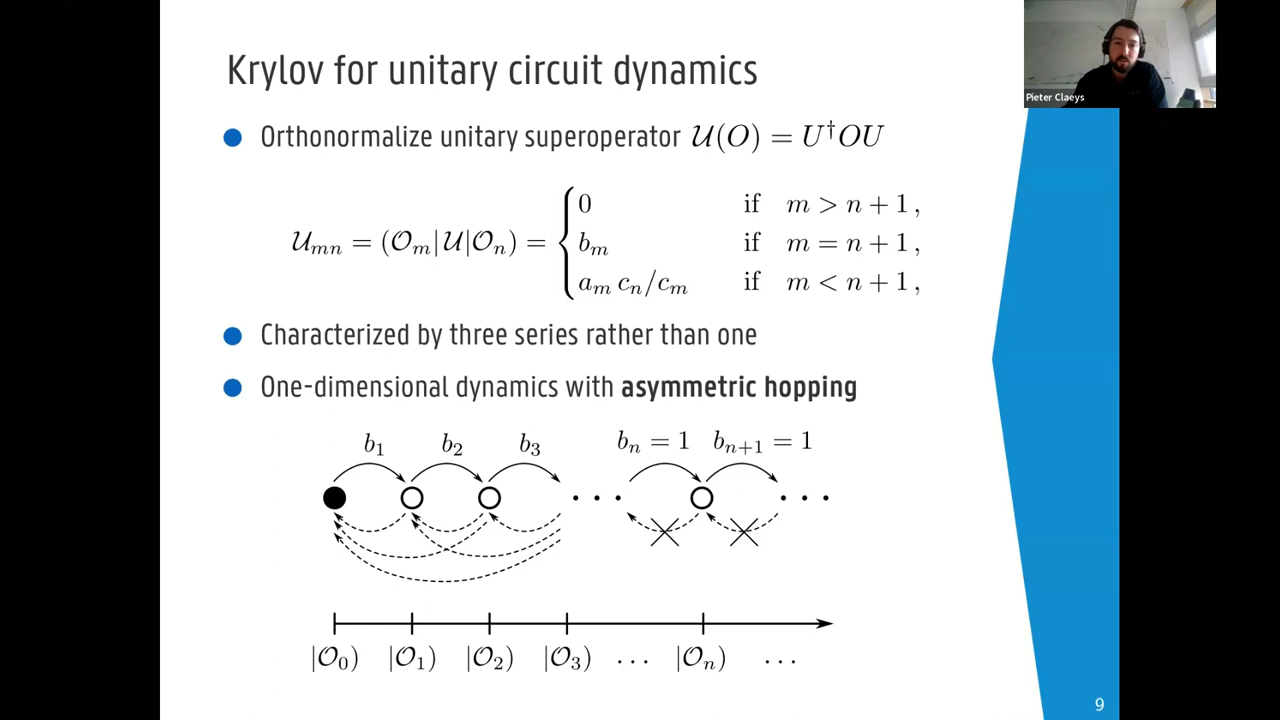 Krylov for unitary circuit dynamics
Pieter Claeys
Orthonormalize unitary superoperator 𝒰(O) = U†OU
𝒰ₘₙ = (𝒪ₘ|𝒰|𝒪ₙ) = { 0 if m > n + 1 ,
bₘ if m = n + 1 ,
aₘ cₙ/cₘ if m < n + 1 ,
Characterized by three series rather than one
One-dimensional dynamics with asymmetric hopping
b₁ b₂ b₃ bₙ = 1 bₙ₊₁ = 1
· · · · · ·
|𝒪₀) |𝒪₁) |𝒪₂) |𝒪₃) . . . |𝒪ₙ) . . .
9